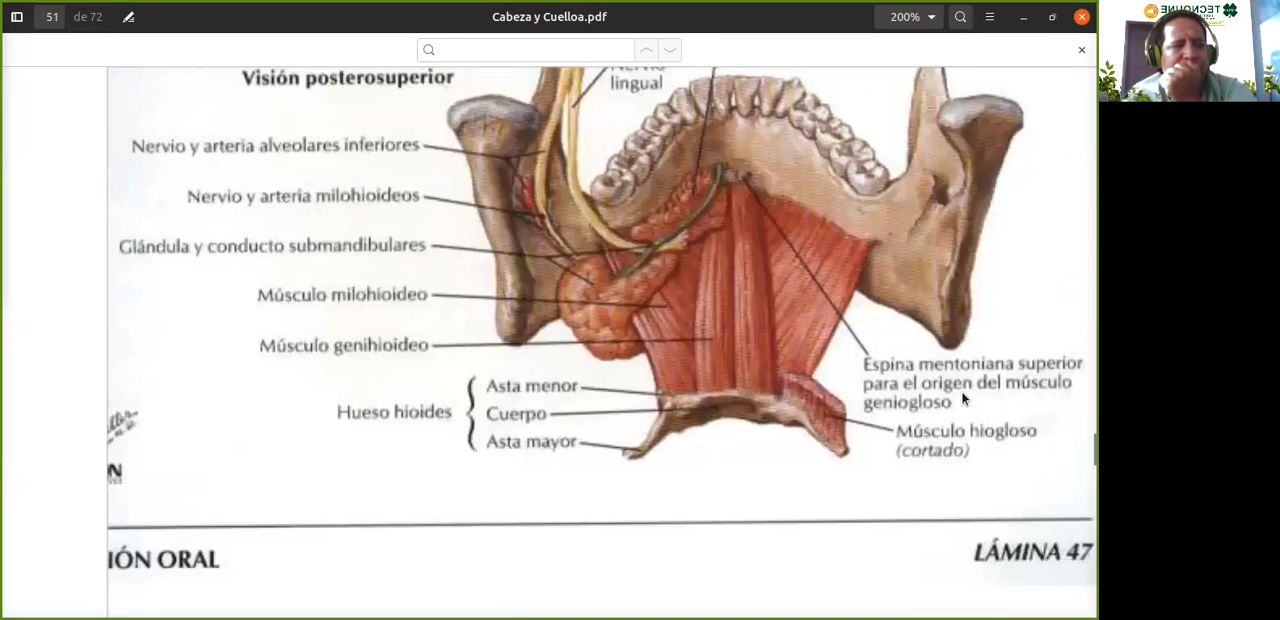 51 de 72
Cabeza y Cuelloa.pdf
200%
Visión posterosuperior
lingual
Nervio y arteria alveolares inferiores
Nervio y arteria milohioideos
Glándula y conducto submandibulares
Músculo milohioideo
Músculo genihioideo
Hueso hioides
Asta menor
Cuerpo
Asta mayor
Espina mentoniana superior
para el origen del músculo
geniogloso
Músculo hiogloso
(cortado)
N
IÓN ORAL
LÁMINA 47
TECNOLINE